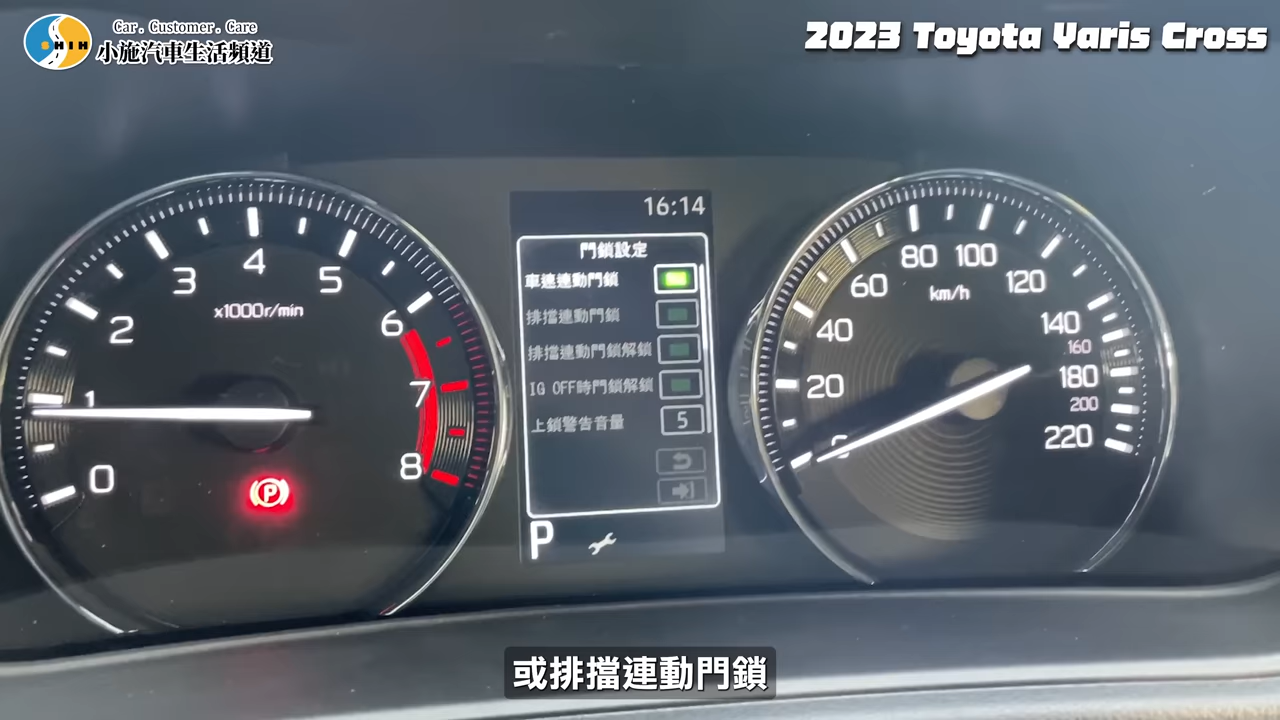 Car. Customer. Care
SHIH
小施汽車生活頻道
2023 Toyota Yaris Cross
16:14
門鎖設定
車速連動門鎖
排擋連動門鎖
排擋連動門鎖解鎖
IG OFF時門鎖解鎖
上鎖警告音量 5
P
0
1
2
3
4
5
6
7
8
x1000r/min
P
0
20
40
60
80
100
120
140
160
180
200
220
km/h
或排擋連動門鎖